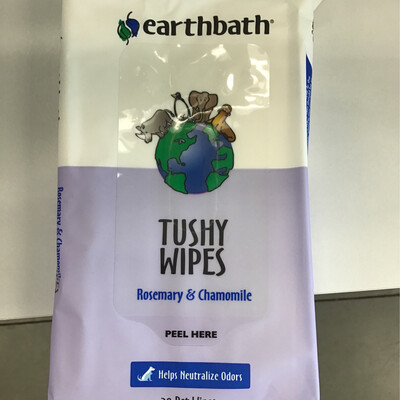 earthbath®
TUSHY
WIPES
Rosemary & Chamomile
PEEL HERE
Helps Neutralize Odors
Rosemary & Chamomile